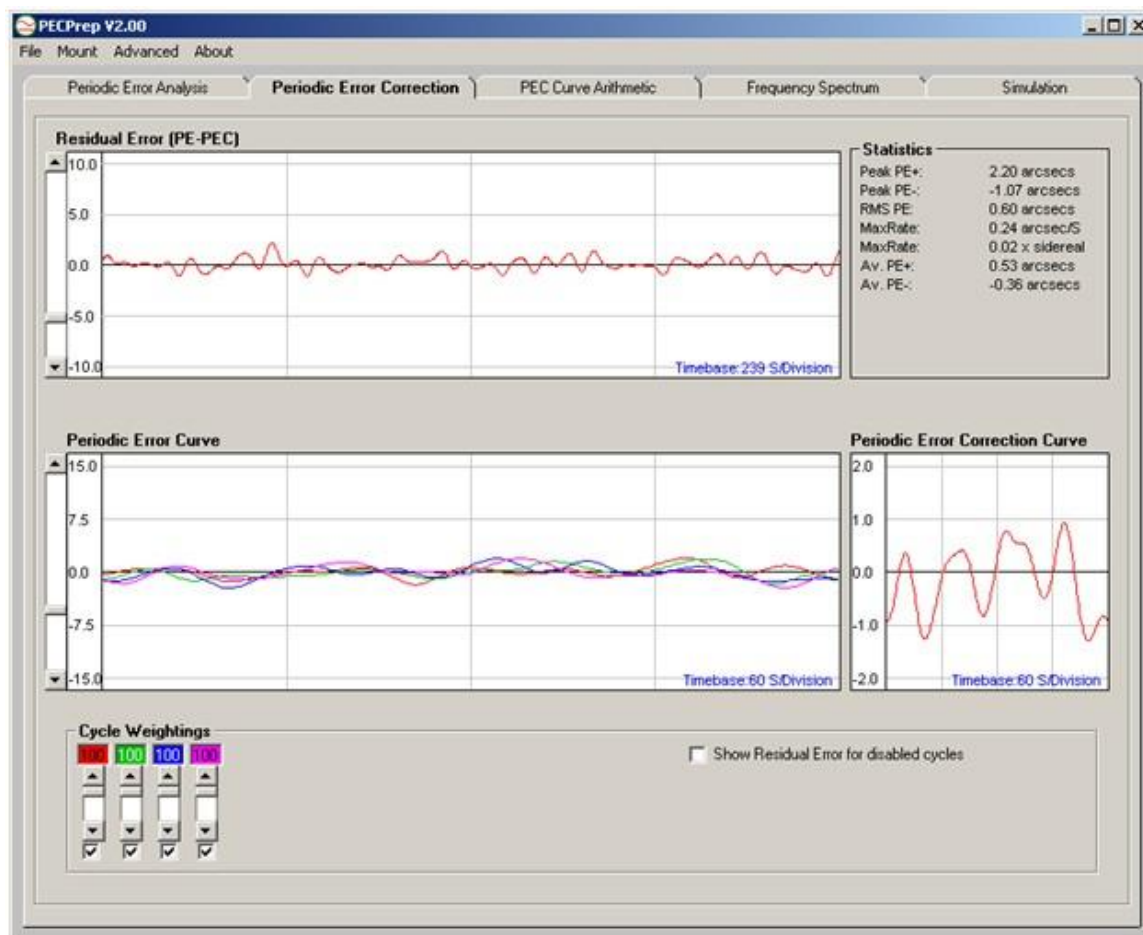 PECPrep V2.00
File Mount Advanced About
Periodic Error Analysis Periodic Error Correction PEC Curve Arithmetic Frequency Spectrum Simulation
Residual Error (PE-PEC)
10.0
5.0
0.0
-5.0
-10.0
Timebase:239 S/Division
Statistics
Peak PE+: 2.20 arcsecs
Peak PE-: -1.07 arcsecs
RMS PE: 0.60 arcsecs
MaxRate: 0.24 arcsec/S
MaxRate: 0.02 x sidereal
Av. PE+: 0.53 arcsecs
Av. PE-: -0.36 arcsecs
Periodic Error Curve
15.0
7.5
0.0
-7.5
-15.0
Timebase:60 S/Division
Periodic Error Correction Curve
2.0
1.0
0.0
-1.0
-2.0
Timebase:60 S/Division
Cycle Weightings
100 100 100 100
Show Residual Error for disabled cycles